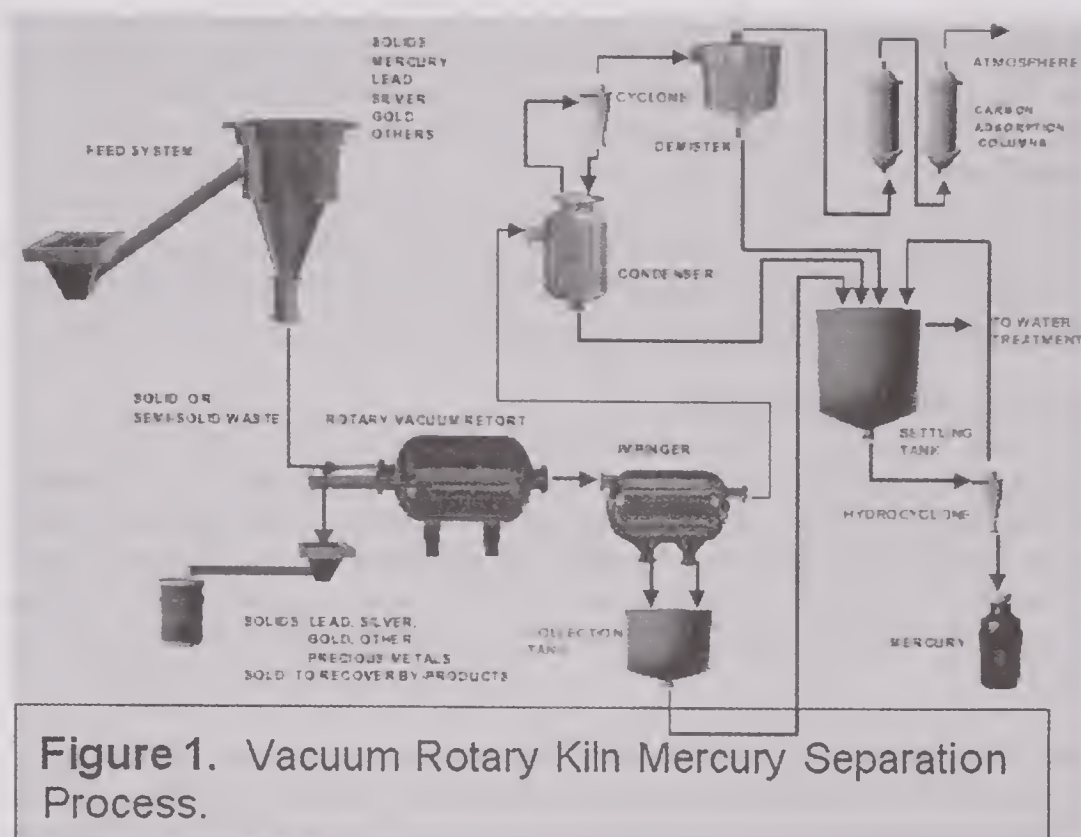 SOLIDS
MERCURY
LEAD
SILVER
GOLD
OTHERS
FEED SYSTEM
CYCLONE
DEMISTER
ATMOSPHERE
CARBON
ADSORPTION
COLUMNS
CONDENSER
TO WATER
TREATMENT
SOLID OR
SEMI-SOLID WASTE
ROTARY VACUUM RETORT
IMPINGER
SETTLING
TANK
HYDROCYCLONE
SOLIDS LEAD, SILVER,
GOLD, OTHER
PRECIOUS METALS
SOLD TO RECOVER BY-PRODUCTS
COLLECTION
TANK
MERCURY
Figure 1. Vacuum Rotary Kiln Mercury Separation
Process.